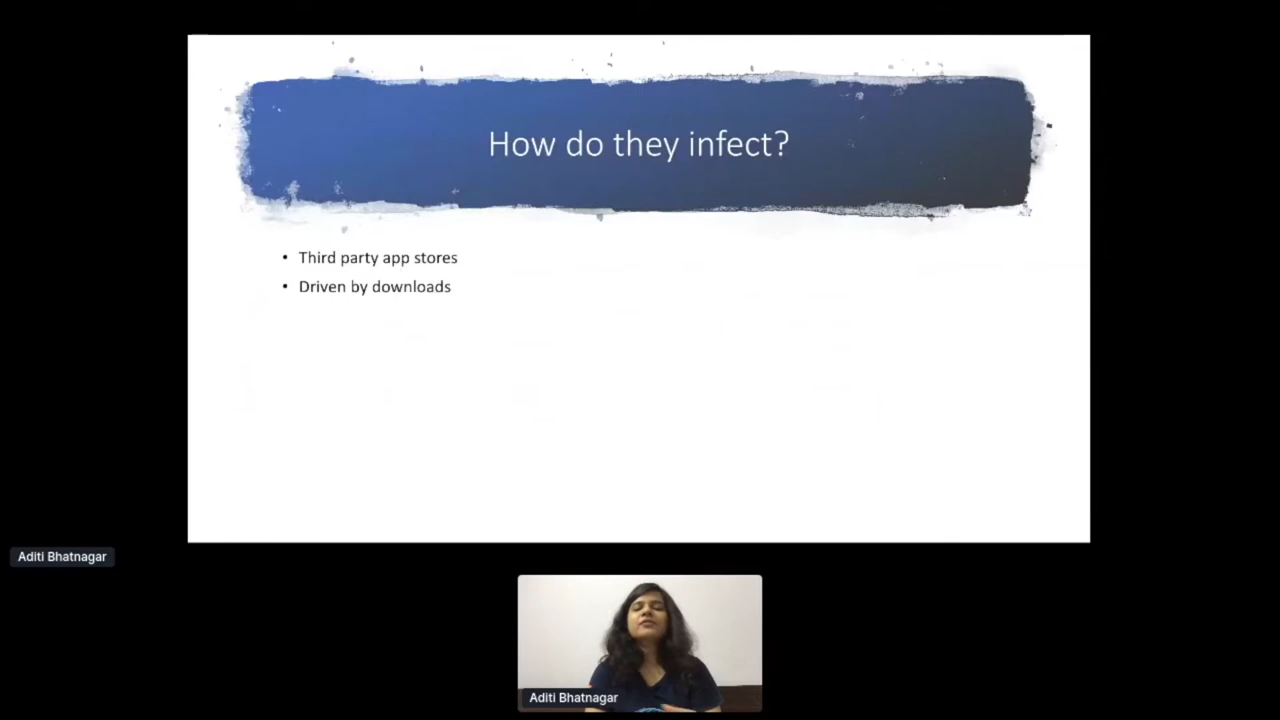 How do they infect?
• Third party app stores
• Driven by downloads
Aditi Bhatnagar
Aditi Bhatnagar